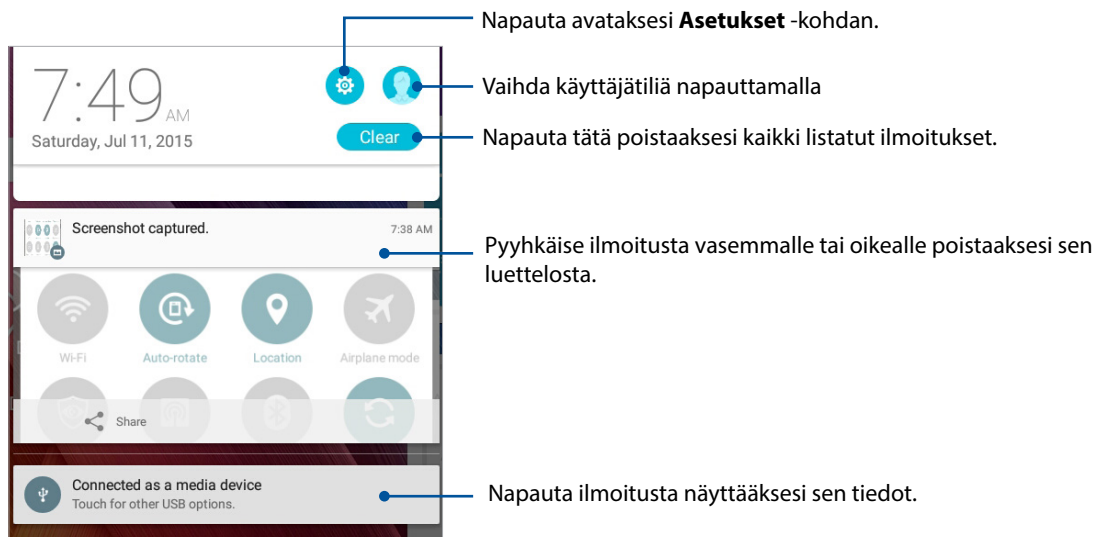 Napauta avataksesi Asetukset -kohdan.
7:49 AM
Vaihda käyttäjätiliä napauttamalla
Saturday, Jul 11, 2015
Clear
Napauta tätä poistaaksesi kaikki listatut ilmoitukset.
Screenshot captured.
7:38 AM
Pyyhkäise ilmoitusta vasemmalle tai oikealle poistaaksesi sen
luettelosta.
Wi-Fi
Auto-rotate
Location
Airplane mode
Share
Connected as a media device
Touch for other USB options.
Napauta ilmoitusta näyttääksesi sen tiedot.